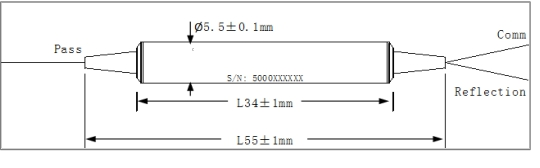 Ø5.5±0.1mm
Comm
Pass
S/N: 5000XXXXXX
Reflection
L34±1mm
L55±1mm